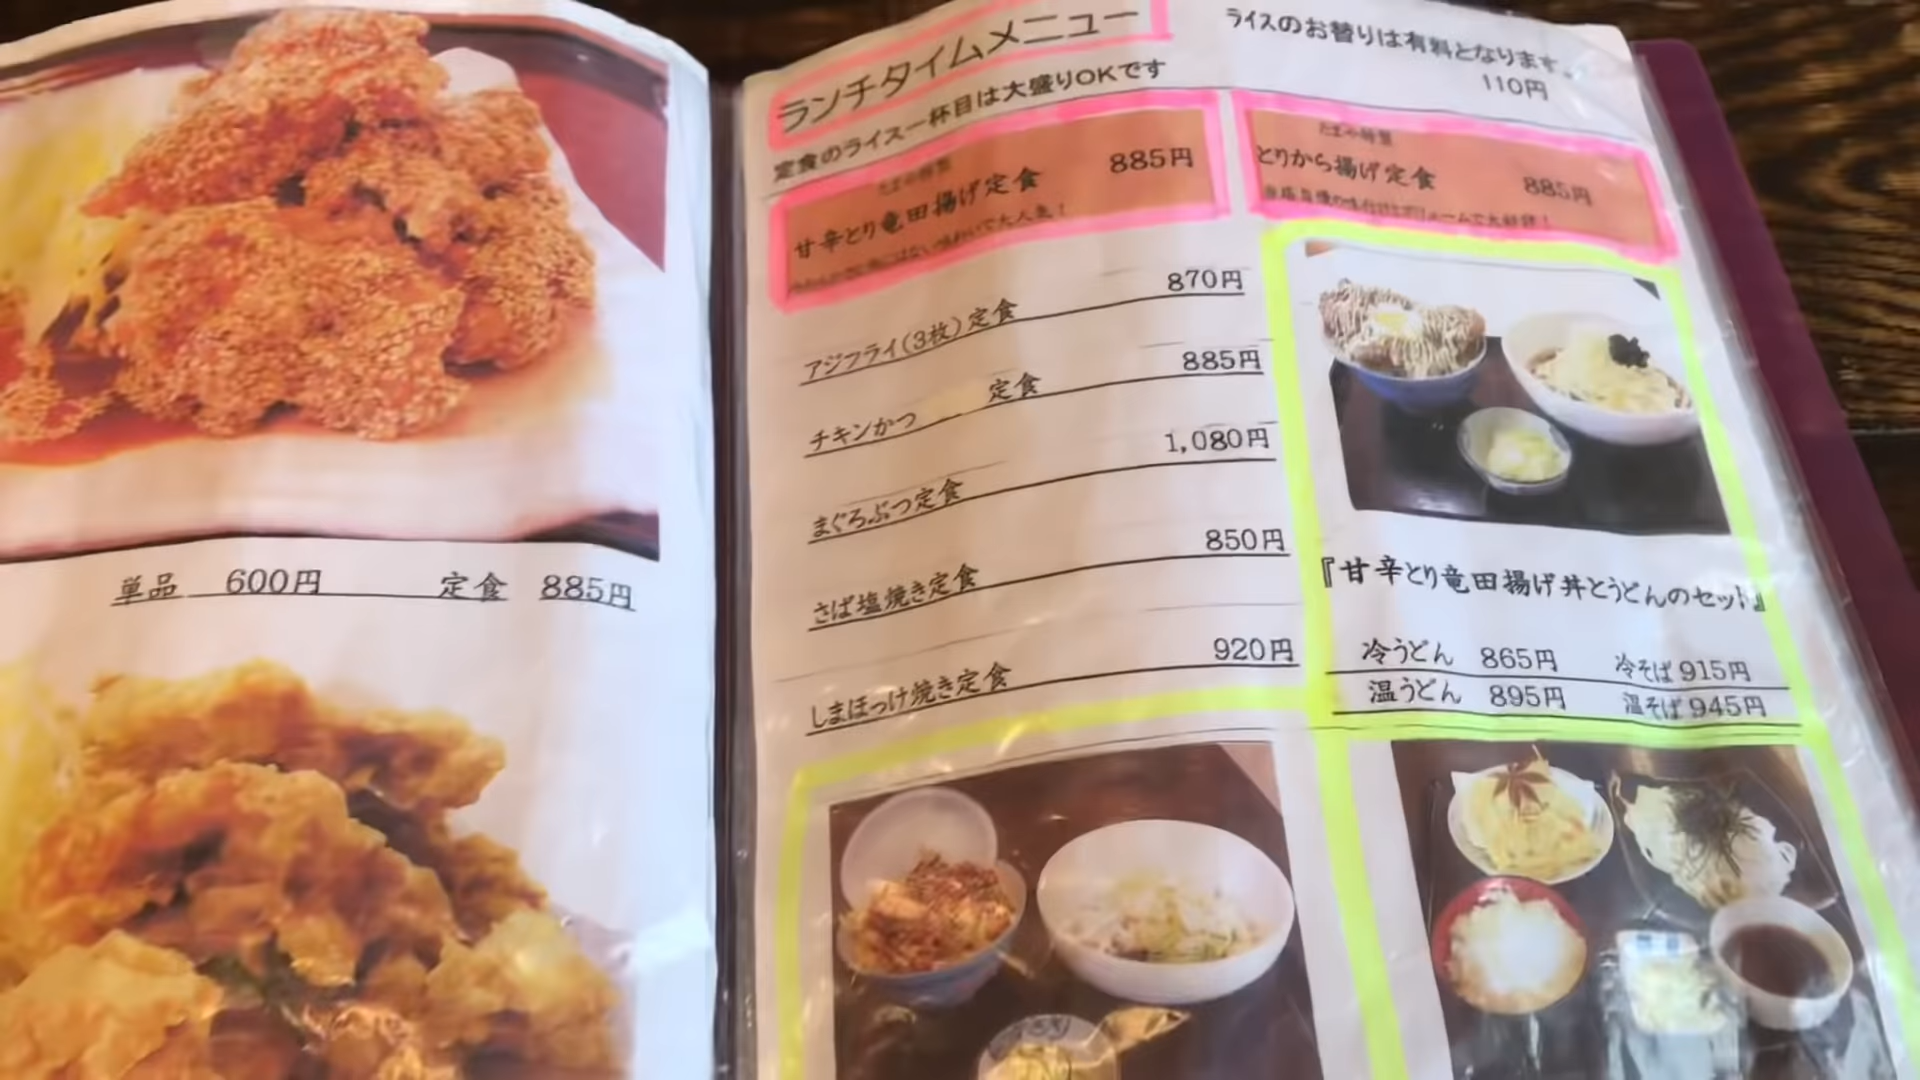 単品 600円 定食 885円
ランチタイムメニュー
定食のライス一杯目は大盛りOKです
ライスのお替りは有料となります。
110円
甘辛とり竜田揚げ定食 885円
とりから揚げ定食 885円
アジフライ(3枚)定食 870円
チキンかつ 定食 885円
まぐろぶつ定食 1,080円
さば塩焼き定食 850円
しまほっけ焼き定食 920円
『甘辛とり竜田揚げ丼とうどんのセット』
冷うどん 865円 冷そば 915円
温うどん 895円 温そば 945円